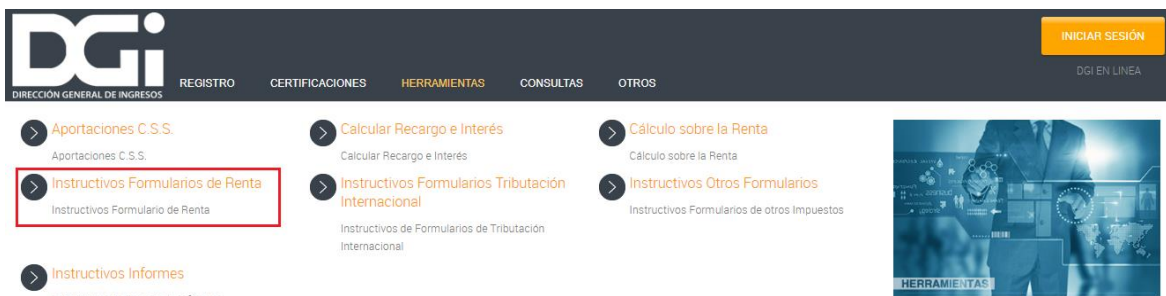 DGi
DIRECCIÓN GENERAL DE INGRESOS
REGISTRO CERTIFICACIONES HERRAMIENTAS CONSULTAS OTROS
INICIAR SESIÓN
DGI EN LINEA
Aportaciones C.S.S.
Aportaciones C.S.S.
Calcular Recargo e Interés
Calcular Recargo e Interés
Cálculo sobre la Renta
Cálculo sobre la Renta
Instructivos Formularios de Renta
Instructivos Formulario de Renta
Instructivos Formularios Tributación
Internacional
Instructivos de Formularios de Tributación
Internacional
Instructivos Otros Formularios
Instructivos Formularios de otros Impuestos
Instructivos Informes
HERRAMIENTAS